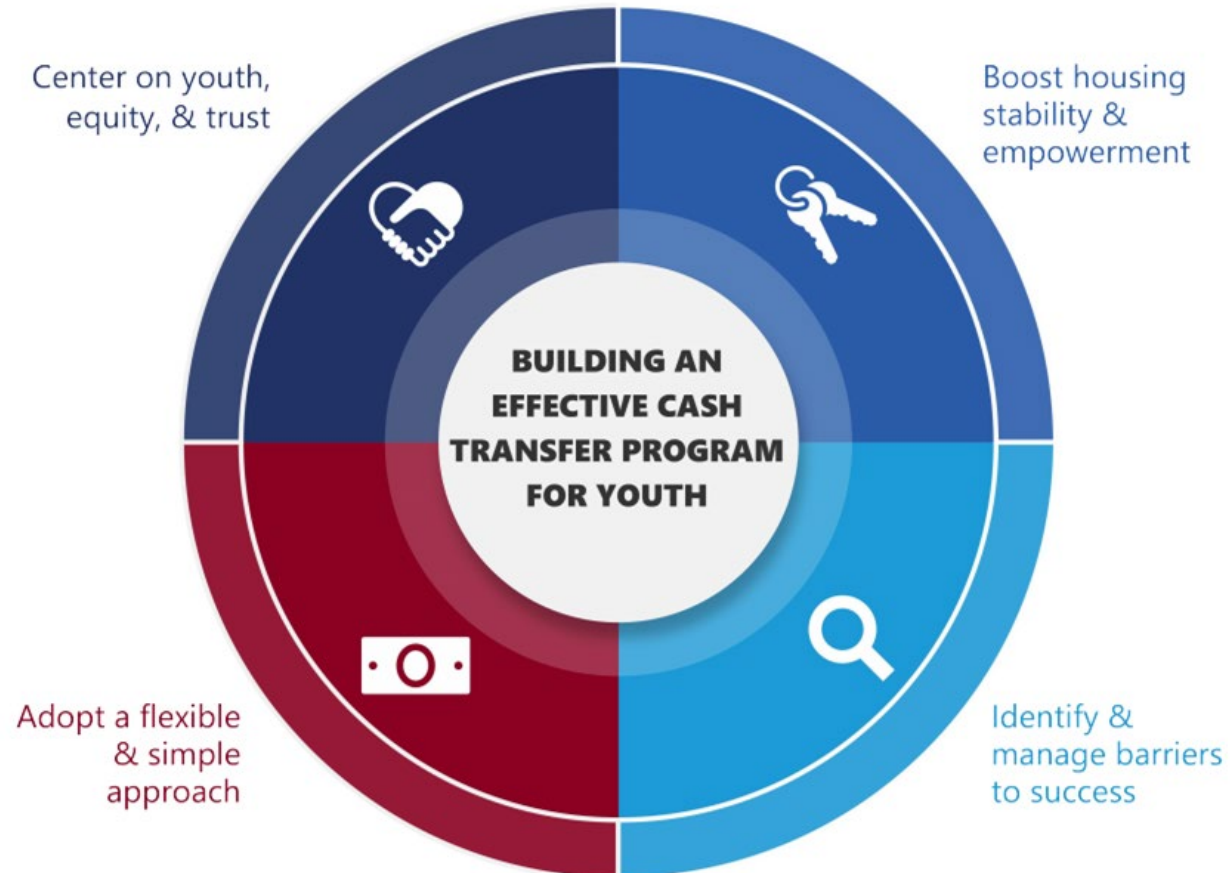 Center on youth,
equity, & trust
Boost housing
stability &
empowerment
BUILDING AN
EFFECTIVE CASH
TRANSFER PROGRAM
FOR YOUTH
Adopt a flexible
& simple
approach
Identify &
manage barriers
to success